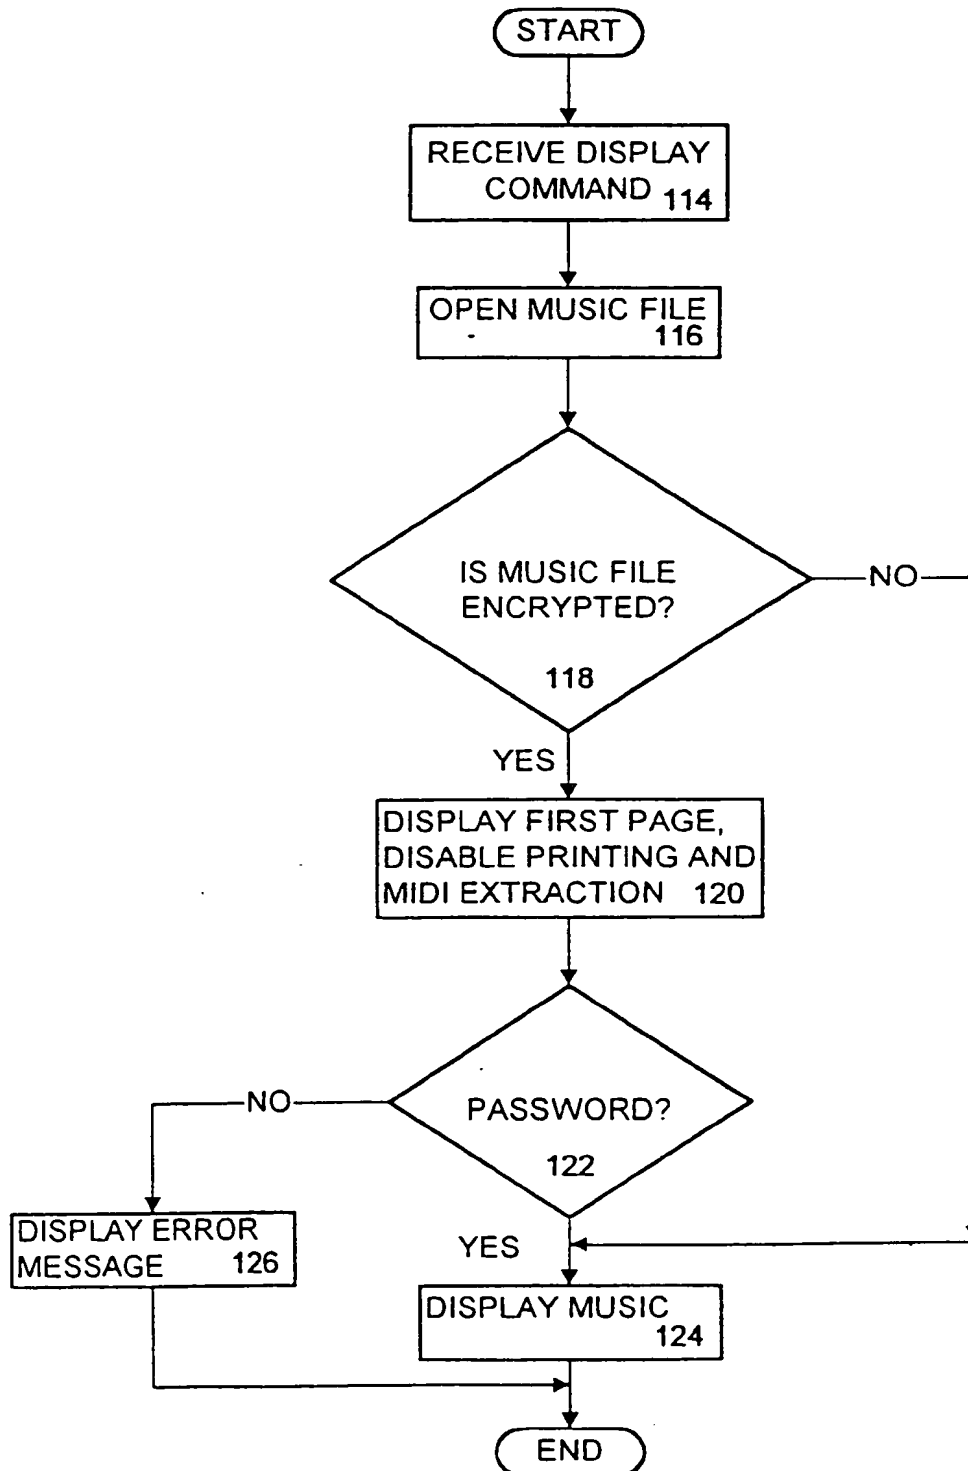 START
RECEIVE DISPLAY
COMMAND 114
OPEN MUSIC FILE
116
IS MUSIC FILE
ENCRYPTED?
NO
118
YES
DISPLAY FIRST PAGE,
DISABLE PRINTING AND
MIDI EXTRACTION 120
NO
PASSWORD?
122
DISPLAY ERROR
MESSAGE 126
YES
DISPLAY MUSIC
124
END